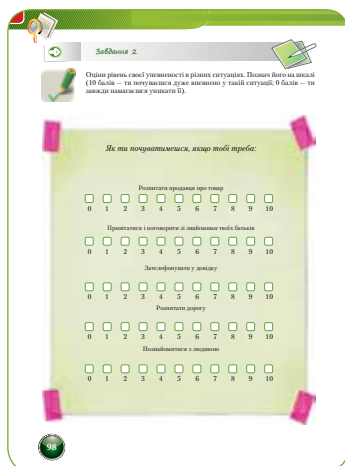 Завдання 2
Оціни рівень своєї упевненості в різних ситуаціях. Познач його на шкалі
(10 балів — ти почуваєшся дуже впевнено у такій ситуації; 0 балів — ти
завжди намагаєшся уникати її).
Як ти почуватимешся, якщо тобі треба:
Розпитати продавця про товар
0 1 2 3 4 5 6 7 8 9 10
Привітатися і поговорити зі знайомими твоїх батьків
0 1 2 3 4 5 6 7 8 9 10
Зателефонувати у довідку
0 1 2 3 4 5 6 7 8 9 10
Розпитати дорогу
0 1 2 3 4 5 6 7 8 9 10
Познайомитися з людиною
0 1 2 3 4 5 6 7 8 9 10
98